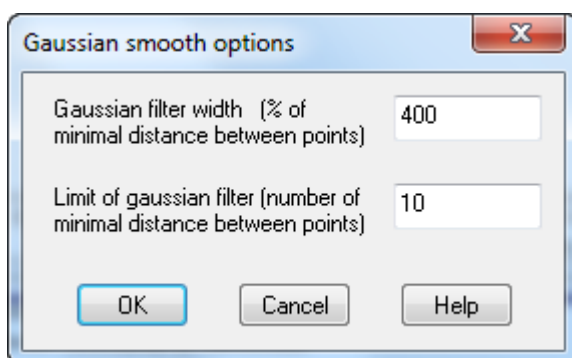 Gaussian smooth options
Gaussian filter width (% of
minimal distance between points)
400
Limit of gaussian filter (number of
minimal distance between points)
10
OK Cancel Help